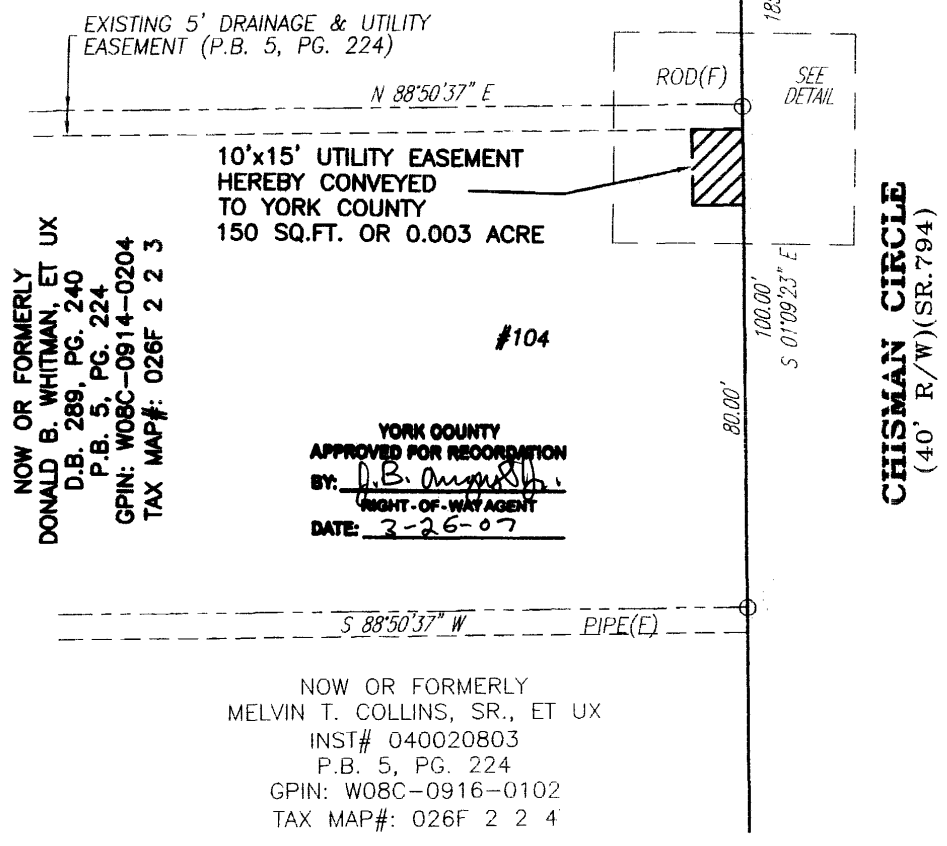 EXISTING 5' DRAINAGE & UTILITY
EASEMENT (P.B. 5, PG. 224)
N 88°50'37" E
ROD(F)
SEE
DETAIL
10'x15' UTILITY EASEMENT
HEREBY CONVEYED
TO YORK COUNTY
150 SQ.FT. OR 0.003 ACRE
NOW OR FORMERLY
DONALD B. WHITMAN, ET UX
D.B. 289, PG. 240
P.B. 5, PG. 224
GPIN: W08C-0914-0204
TAX MAP#: 026F 2 2 3
#104
100.00'
S 01°09'23" E
80.00'
CHISMAN CIRCLE
(40' R/W)(SR.794)
YORK COUNTY
APPROVED FOR RECORDATION
BY: J.B.
RIGHT-OF-WAY AGENT
DATE: 3-26-07
S 88°50'37" W
PIPE(F)
NOW OR FORMERLY
MELVIN T. COLLINS, SR., ET UX
INST# 040020803
P.B. 5, PG. 224
GPIN: W08C-0916-0102
TAX MAP#: 026F 2 2 4